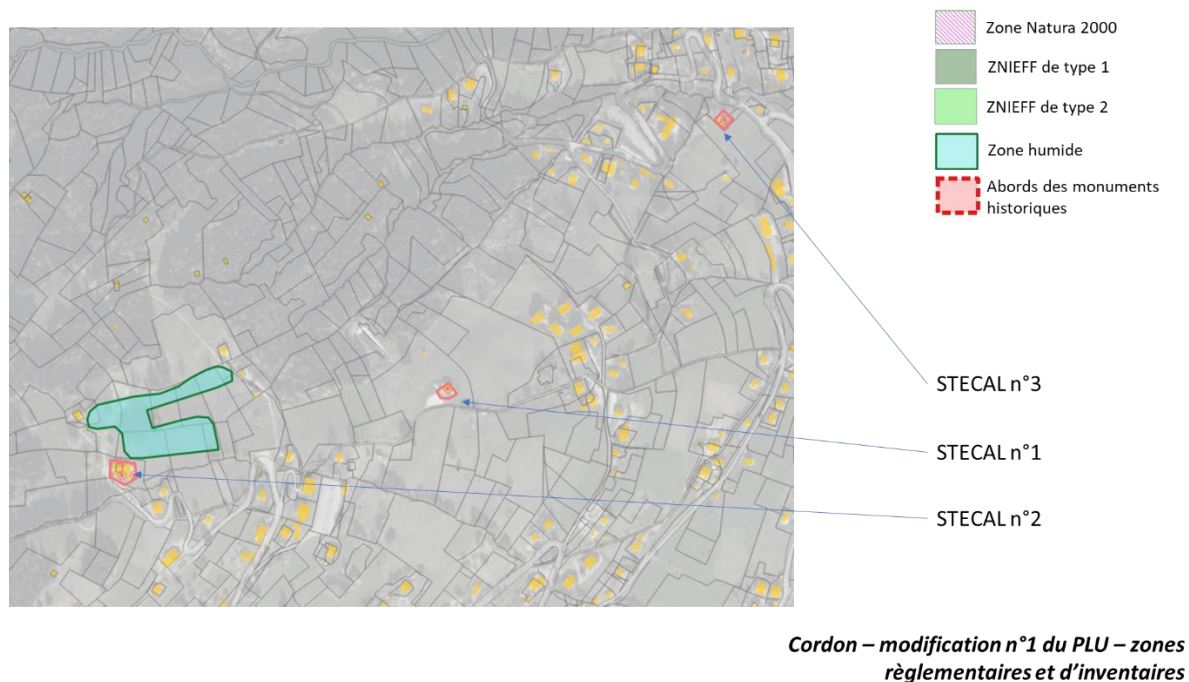 Zone Natura 2000
ZNIEFF de type 1
ZNIEFF de type 2
Zone humide
Abords des monuments
historiques
STECAL n°3
STECAL n°1
STECAL n°2
Cordon – modification n°1 du PLU – zones
règlementaires et d’inventaires